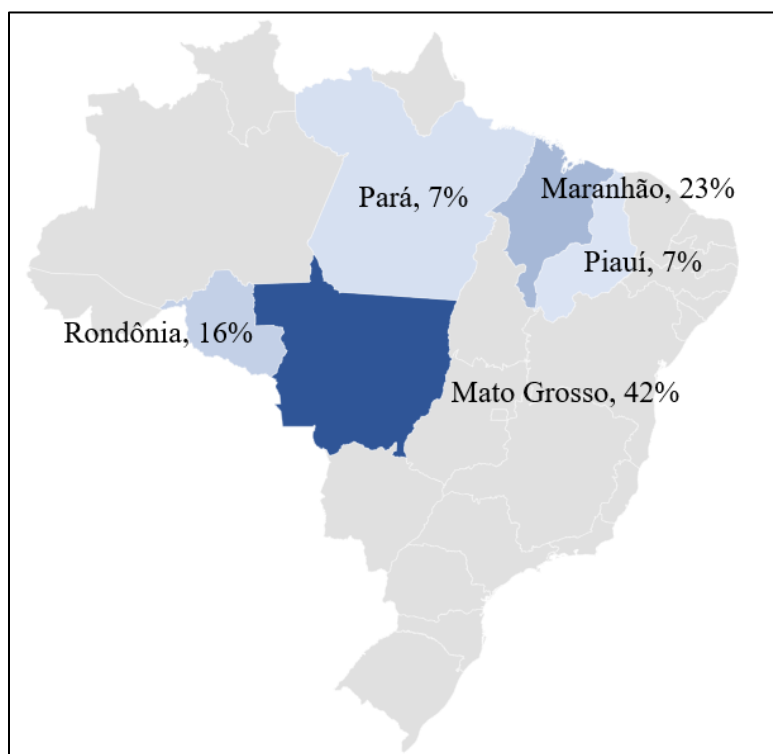 Pará, 7%
Maranhão, 23%
Piauí, 7%
Rondônia, 16%
Mato Grosso, 42%